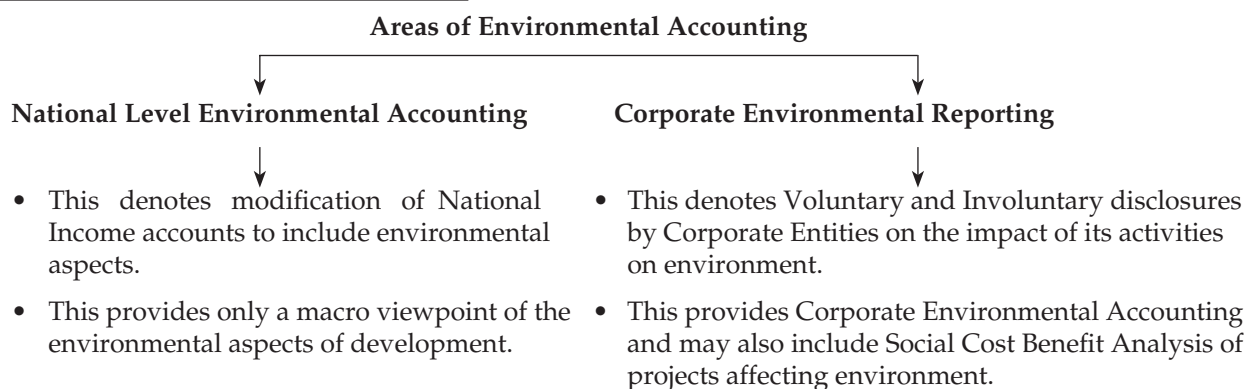 Areas of Environmental Accounting
National Level Environmental Accounting
• This denotes modification of National
Income accounts to include environmental
aspects.
• This provides only a macro viewpoint of the
environmental aspects of development.
Corporate Environmental Reporting
• This denotes Voluntary and Involuntary disclosures
by Corporate Entities on the impact of its activities
on environment.
• This provides Corporate Environmental Accounting
and may also include Social Cost Benefit Analysis of
projects affecting environment.